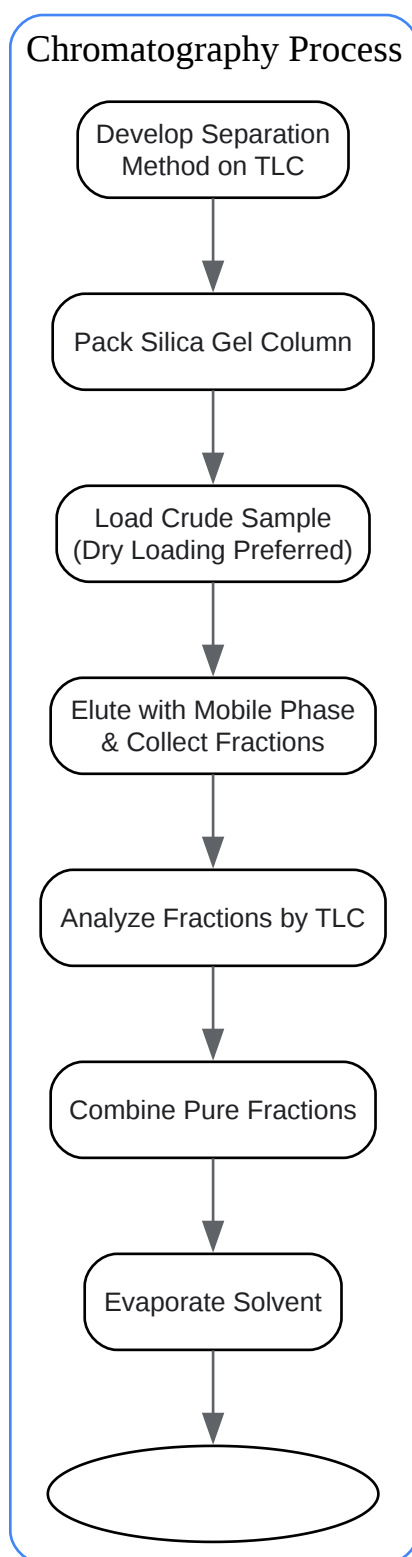 Chromatography Process
Develop Separation
Method on TLC
Pack Silica Gel Column
Load Crude Sample
(Dry Loading Preferred)
Elute with Mobile Phase
& Collect Fractions
Analyze Fractions by TLC
Combine Pure Fractions
Evaporate Solvent